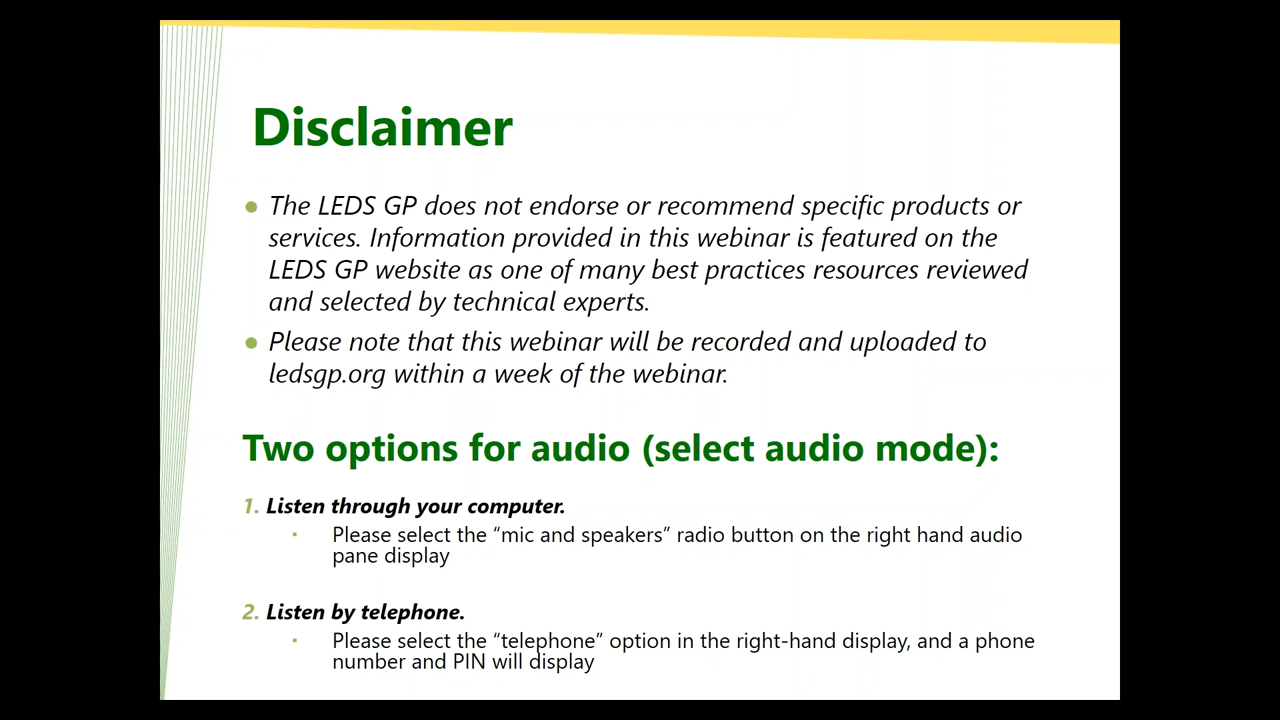 Disclaimer
The LEDS GP does not endorse or recommend specific products or
services. Information provided in this webinar is featured on the
LEDS GP website as one of many best practices resources reviewed
and selected by technical experts.
Please note that this webinar will be recorded and uploaded to
ledsgp.org within a week of the webinar.
Two options for audio (select audio mode):
1. Listen through your computer.
Please select the “mic and speakers” radio button on the right hand audio
pane display
2. Listen by telephone.
Please select the “telephone” option in the right-hand display, and a phone
number and PIN will display